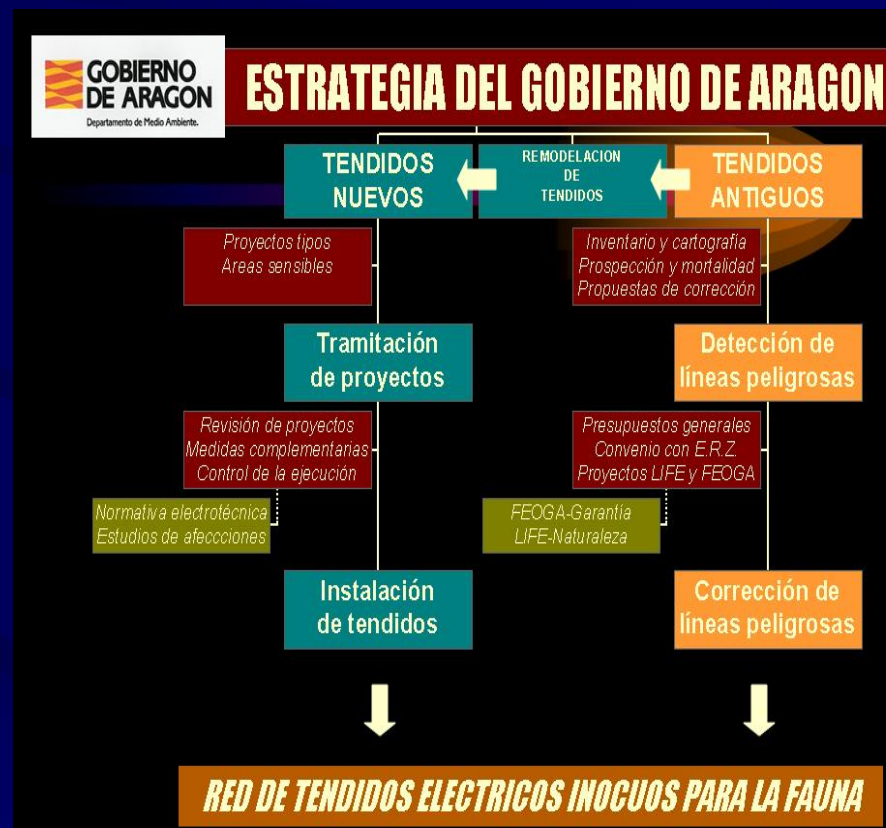 GOBIERNO
DE ARAGON
Departamento de Medio Ambiente.
ESTRATEGIA DEL GOBIERNO DE ARAGON
TENDIDOS
NUEVOS
REMODELACION
DE
TENDIDOS
TENDIDOS
ANTIGUOS
Proyectos tipos
Areas sensibles
Inventario y cartografía
Prospección y mortalidad
Propuestas de corrección
Tramitación
de proyectos
Detección de
líneas peligrosas
Revisión de proyectos
Medidas complementarias
Control de la ejecución
Presupuestos generales
Convenio con E.R.Z.
Proyectos LIFE y FEOGA
Normativa electrotécnica
Estudios de afeccciones
FEOGA-Garantía
LIFE-Naturaleza
Instalación
de tendidos
Corrección de
líneas peligrosas
RED DE TENDIDOS ELECTRICOS INOCUOS PARA LA FAUNA